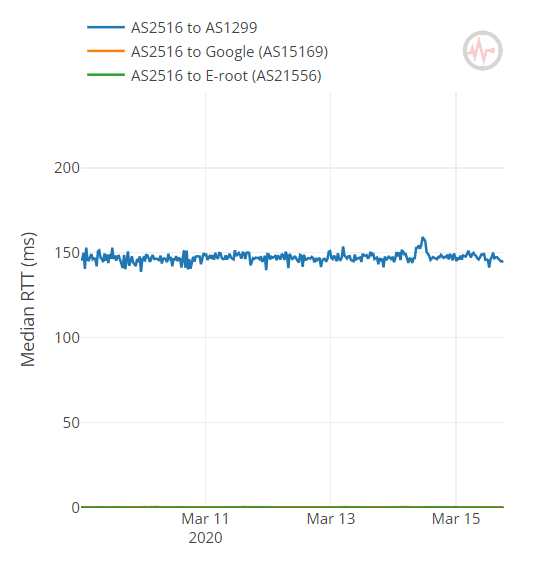 AS2516 to AS1299
AS2516 to Google (AS15169)
AS2516 to E-root (AS21556)
Median RTT (ms)
200
150
100
50
0
Mar 11
2020
Mar 13
Mar 15